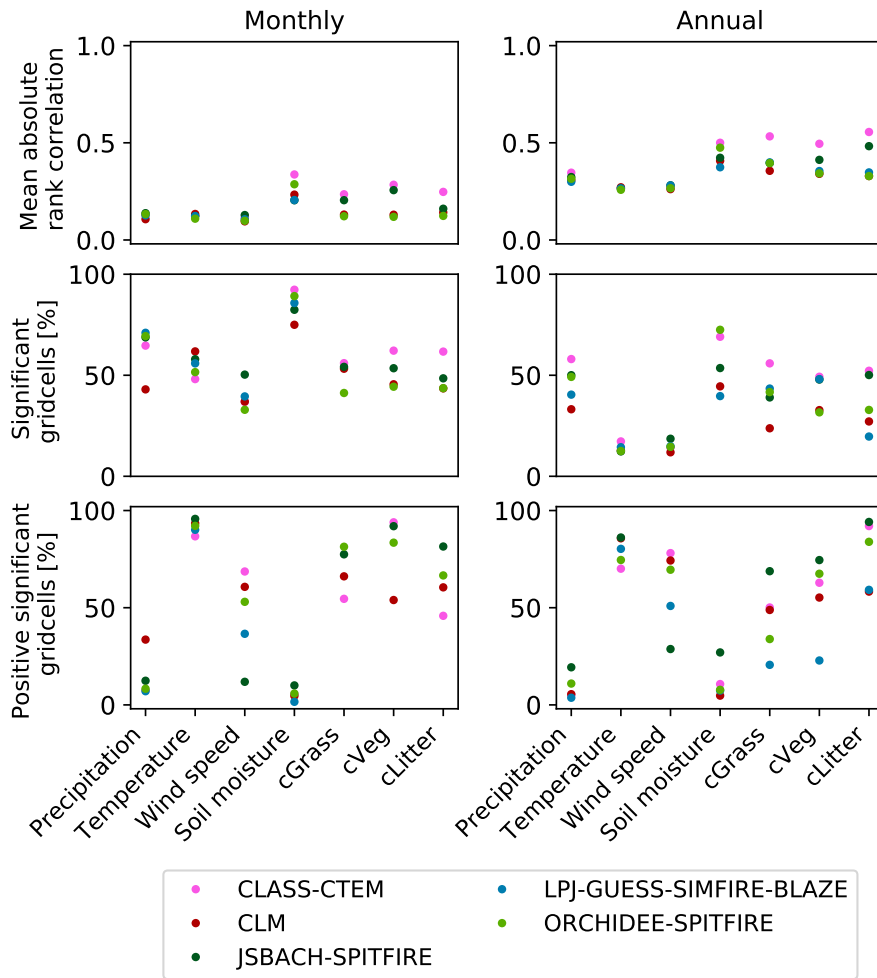 Monthly
Annual
Mean absolute
rank correlation
1.0
0.5
0.0
1.0
0.5
0.0
Significant
gridcells [%]
100
50
0
100
50
0
Positive significant
gridcells [%]
100
50
0
100
50
0
Precipitation
Temperature
Wind speed
Soil moisture
cGrass
cVeg
cLitter
Precipitation
Temperature
Wind speed
Soil moisture
cGrass
cVeg
cLitter
CLASS-CTEM
CLM
JSBACH-SPITFIRE
LPJ-GUESS-SIMFIRE-BLAZE
ORCHIDEE-SPITFIRE